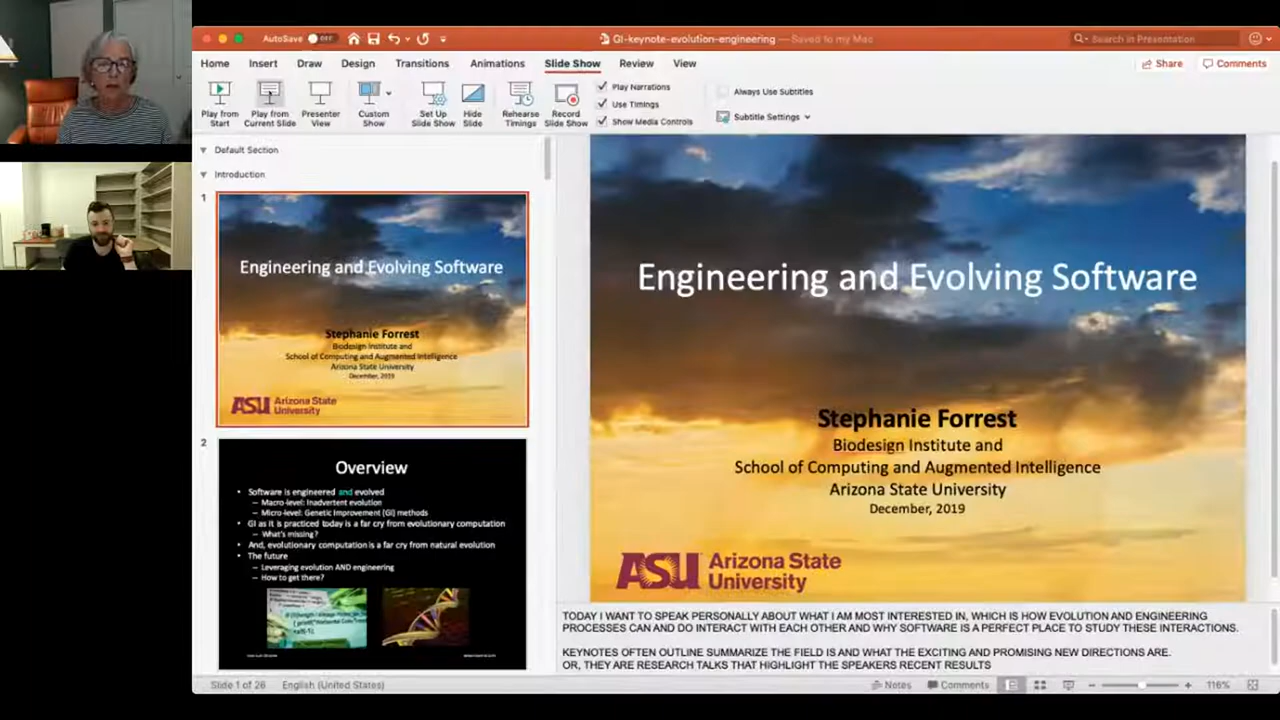 AutoSave OFF
GI-keynote-evolution-engineering — Saved to my Mac
Search in Presentation
Home Insert Draw Design Transitions Animations Slide Show Review View
Share Comments
Play from Start
Play from Current Slide
Presenter View
Custom Show
Set Up Slide Show
Hide Slide
Rehearse Timings
Record Slide Show
Play Narrations
Use Timings
Show Media Controls
Always Use Subtitles
Subtitle Settings
Default Section
Introduction
1
Engineering and Evolving Software
Stephanie Forrest
Biodesign Institute and
School of Computing and Augmented Intelligence
Arizona State University
December, 2019
ASU Arizona State
University
2
Overview
• Software is engineered and evolved
– Macro-level: Inadvertent evolution
– Micro-level: Genetic Improvement (GI) methods
• GI as it is practiced today is a far cry from evolutionary computation
– What's missing?
• And, evolutionary computation is a far cry from natural evolution
• The future
– Leveraging evolution AND engineering
– How to get there?
Engineering and Evolving Software
Stephanie Forrest
Biodesign Institute and
School of Computing and Augmented Intelligence
Arizona State University
December, 2019
ASU Arizona State
University
TODAY I WANT TO SPEAK PERSONALLY ABOUT WHAT I AM MOST INTERESTED IN, WHICH IS HOW EVOLUTION AND ENGINEERING
PROCESSES CAN AND DO INTERACT WITH EACH OTHER AND WHY SOFTWARE IS A PERFECT PLACE TO STUDY THESE INTERACTIONS.
KEYNOTES OFTEN OUTLINE SUMMARIZE THE FIELD IS AND WHAT THE EXCITING AND PROMISING NEW DIRECTIONS ARE.
OR, THEY ARE RESEARCH TALKS THAT HIGHLIGHT THE SPEAKERS RECENT RESULTS
Slide 1 of 26 English (United States)
Notes Comments 116%